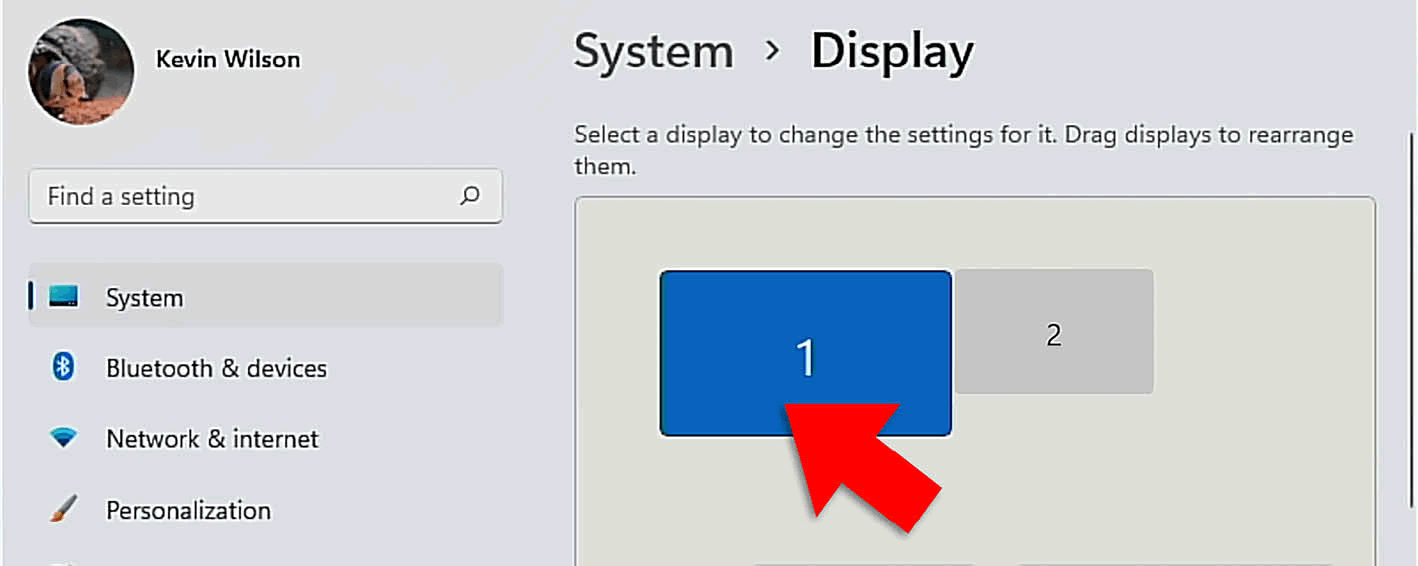 Kevin Wilson
Find a setting
System
Bluetooth & devices
Network & internet
Personalization
System > Display
Select a display to change the settings for it. Drag displays to rearrange
them.
1
2